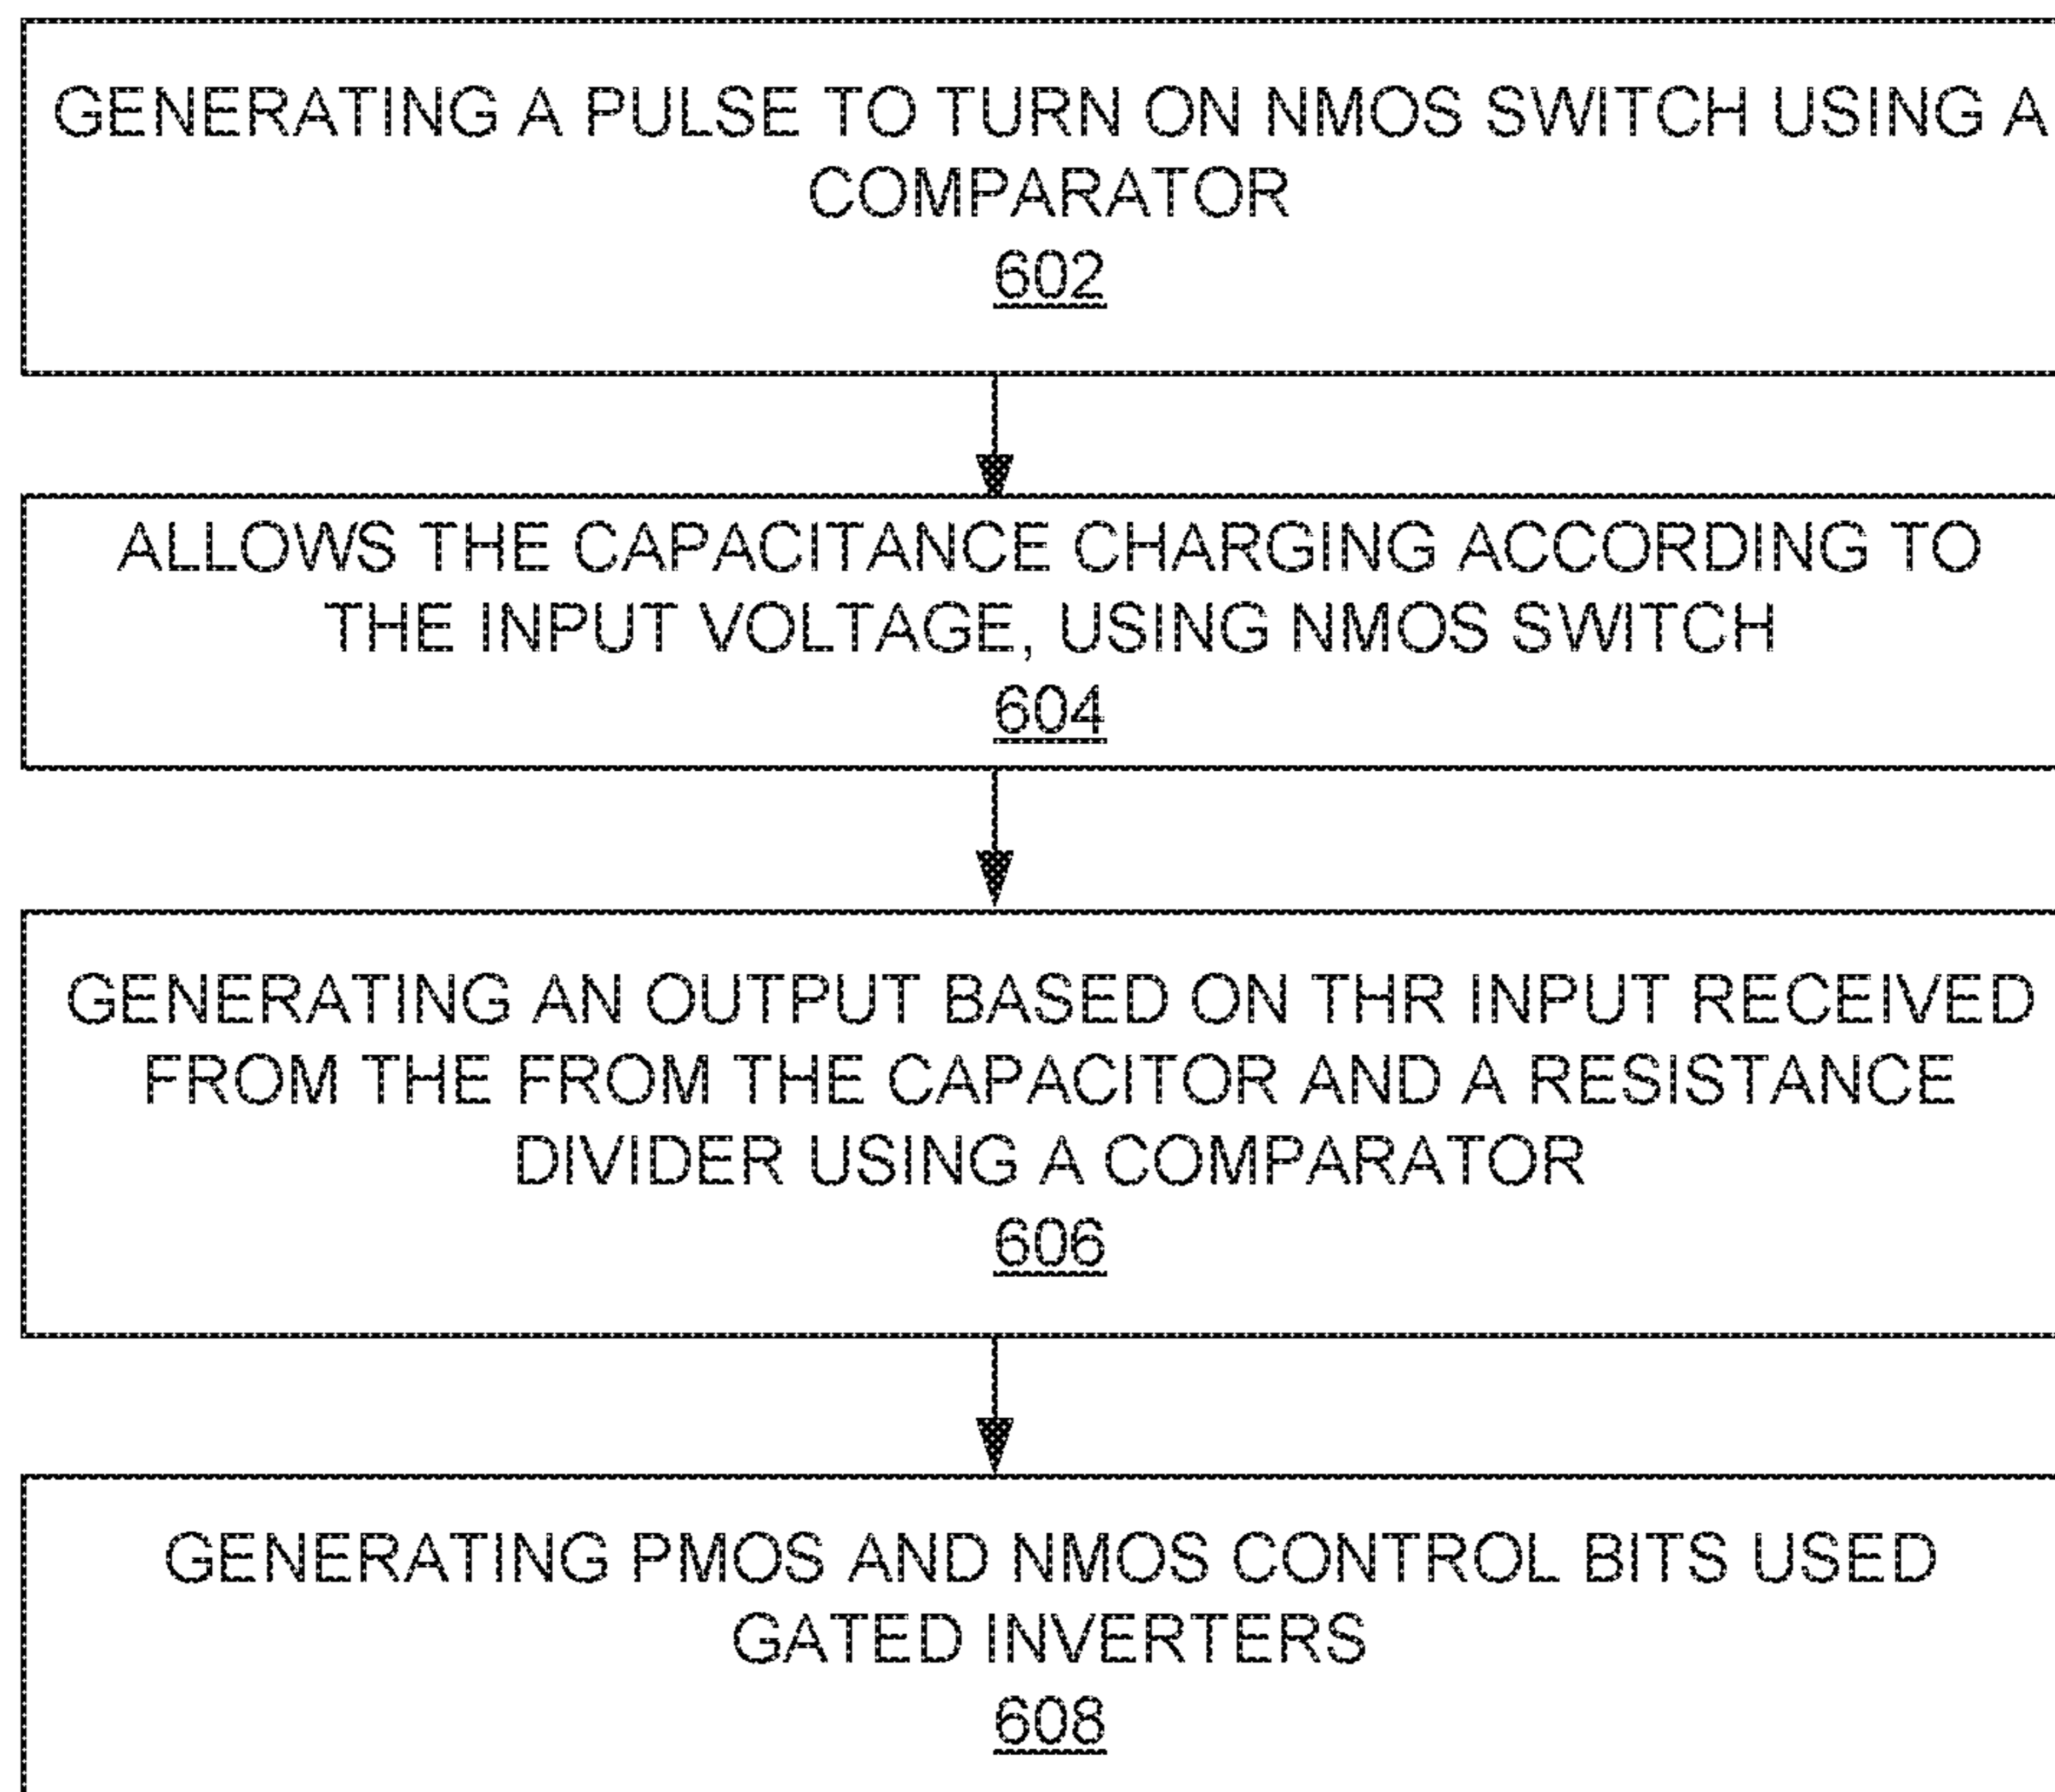 GENERATING A PULSE TO TURN ON NMOS SWITCH USING A
COMPARATOR
602
ALLOWS THE CAPACITANCE CHARGING ACCORDING TO
THE INPUT VOLTAGE, USING NMOS SWITCH
604
GENERATING AN OUTPUT BASED ON THR INPUT RECEIVED
FROM THE FROM THE CAPACITOR AND A RESISTANCE
DIVIDER USING A COMPARATOR
606
GENERATING PMOS AND NMOS CONTROL BITS USED
GATED INVERTERS
608